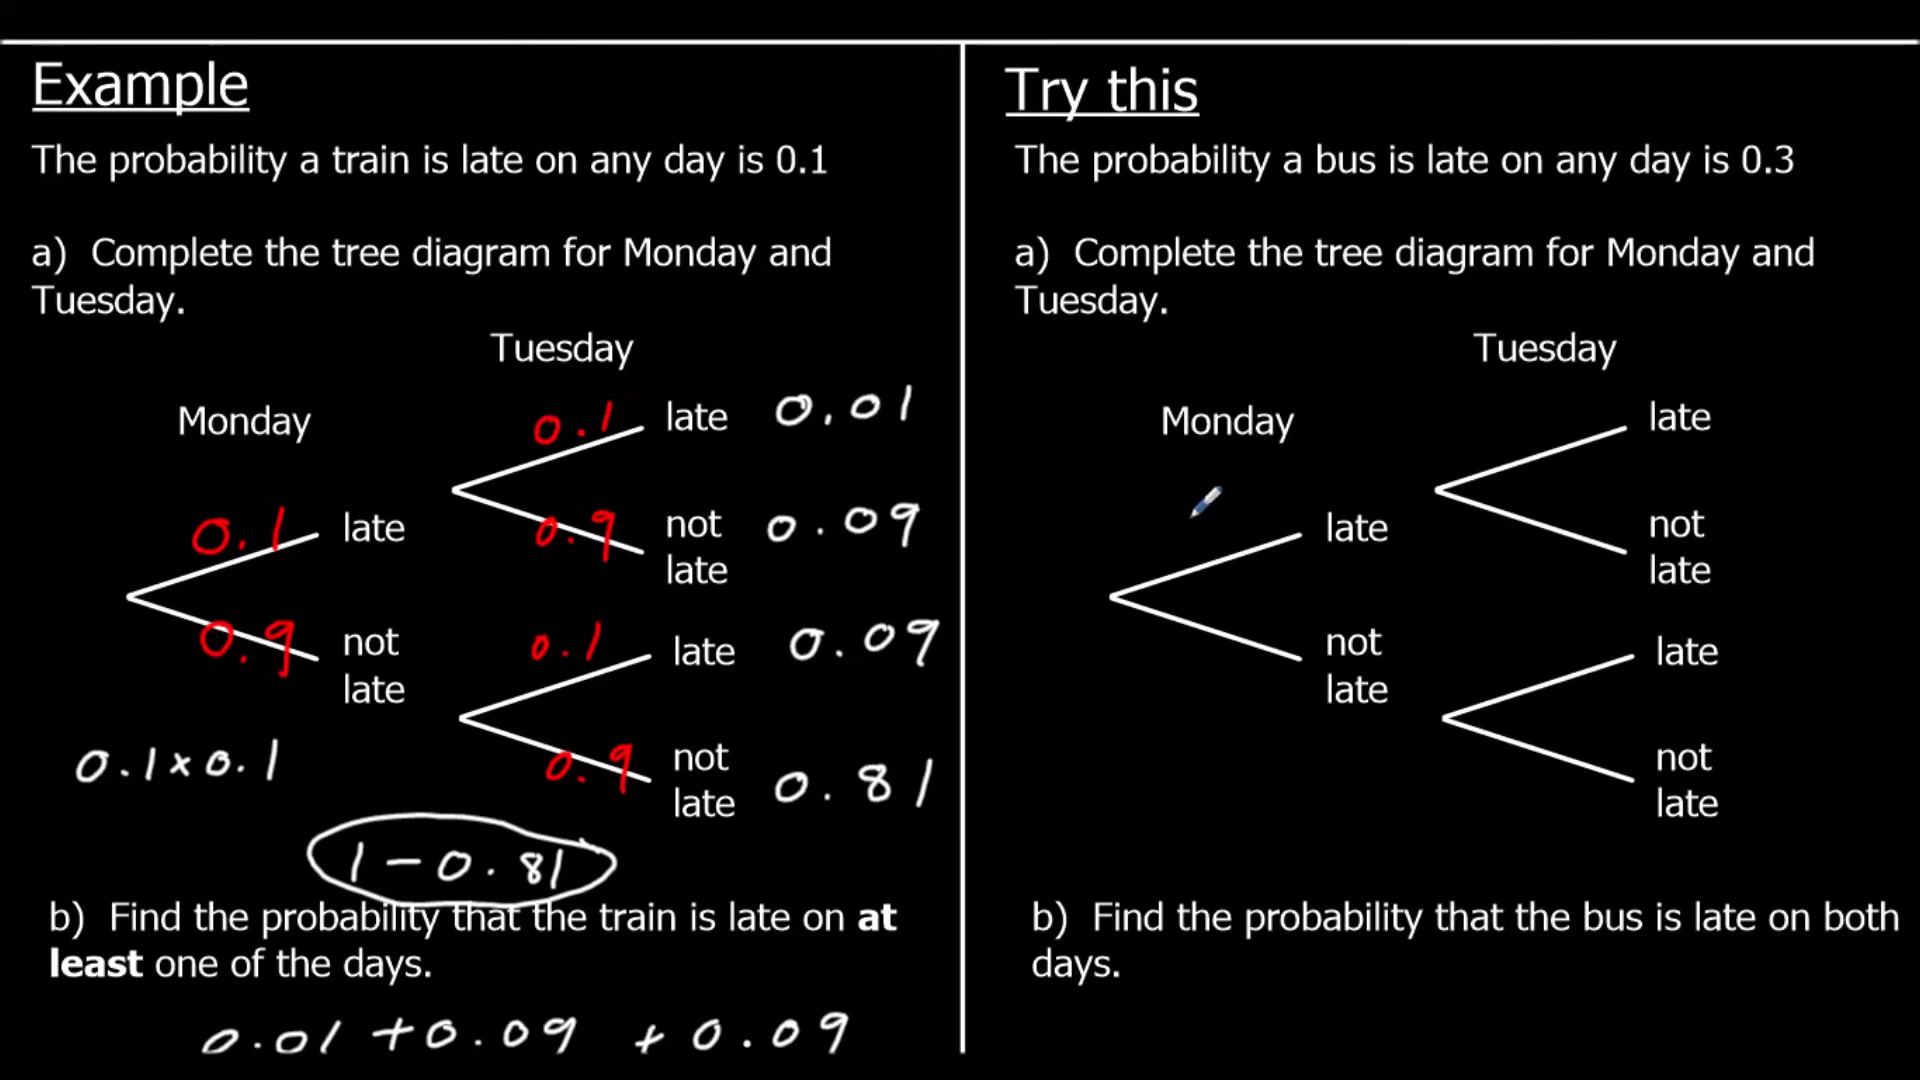 Example
The probability a train is late on any day is 0.1
a) Complete the tree diagram for Monday and
Tuesday.
Tuesday
Monday
0.1 late 0.01
0.1 late
0.9 not 0.09
late
0.9 not
late
0.1 late 0.09
0.9 not 0.81
late
0.1 × 0.1
1 - 0.81
b) Find the probability that the train is late on at
least one of the days.
0.01 + 0.09 + 0.09
Try this
The probability a bus is late on any day is 0.3
a) Complete the tree diagram for Monday and
Tuesday.
Tuesday
Monday
late
late
not
late
not
late
late
not
late
b) Find the probability that the bus is late on both
days.